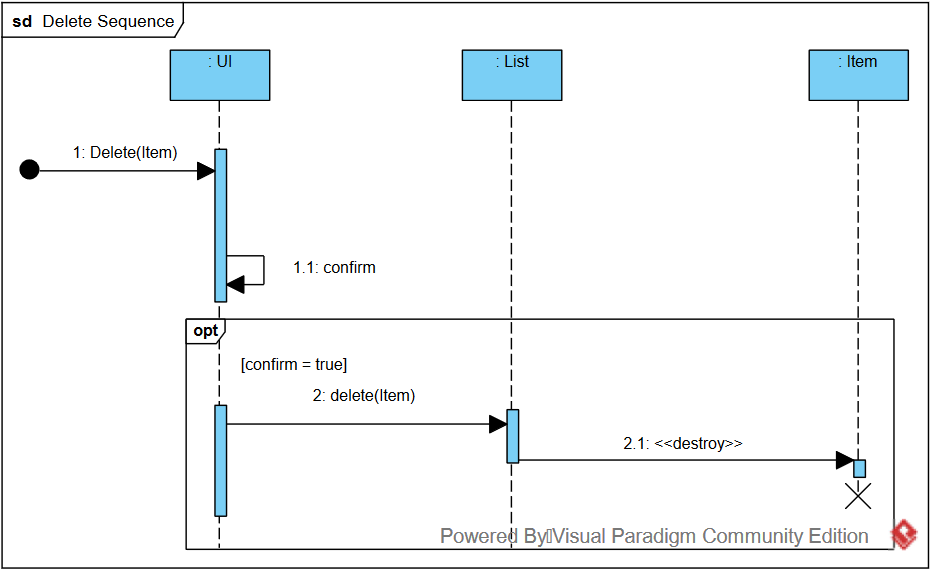 sd Delete Sequence
: UI
: List
: Item
1: Delete(Item)
1.1: confirm
opt
[confirm = true]
2: delete(Item)
2.1: <<destroy>>
Powered By Visual Paradigm Community Edition